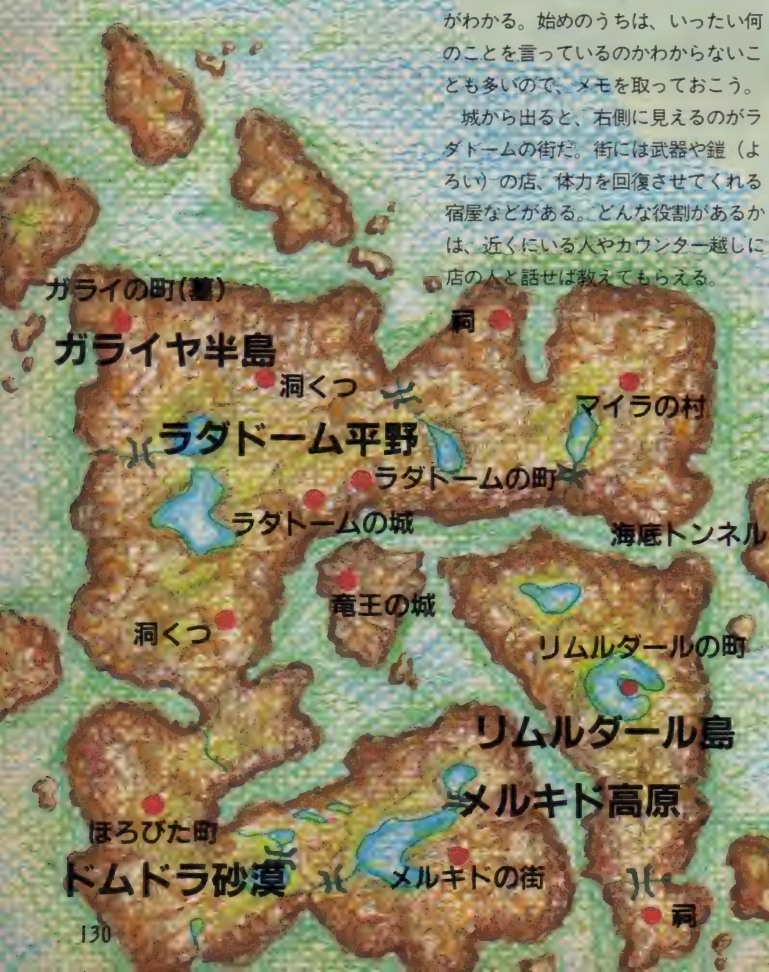 がわかる。始めのうちは、いったい何
のことを言っているのかわからないこ
とも多いので、メモを取っておこう。
城から出ると、右側に見えるのがラ
ダトームの街だ。街には武器や鎧（よ
ろい）の店、体力を回復させてくれる
宿屋などがある。どんな役割があるか
は、近くにいる人やカウンター越しに
店の人と話せば教えてもらえる。
ガライの町(墓)
祠
ガライヤ半島
洞くつ
マイラの村
ラダドーム平野
ラダトームの町
ラダトームの城
海底トンネル
竜王の城
洞くつ
リムルダールの町
リムルダール島
メルキド高原
ほろびた町
ドムドラ砂漠
メルキドの街
祠
130